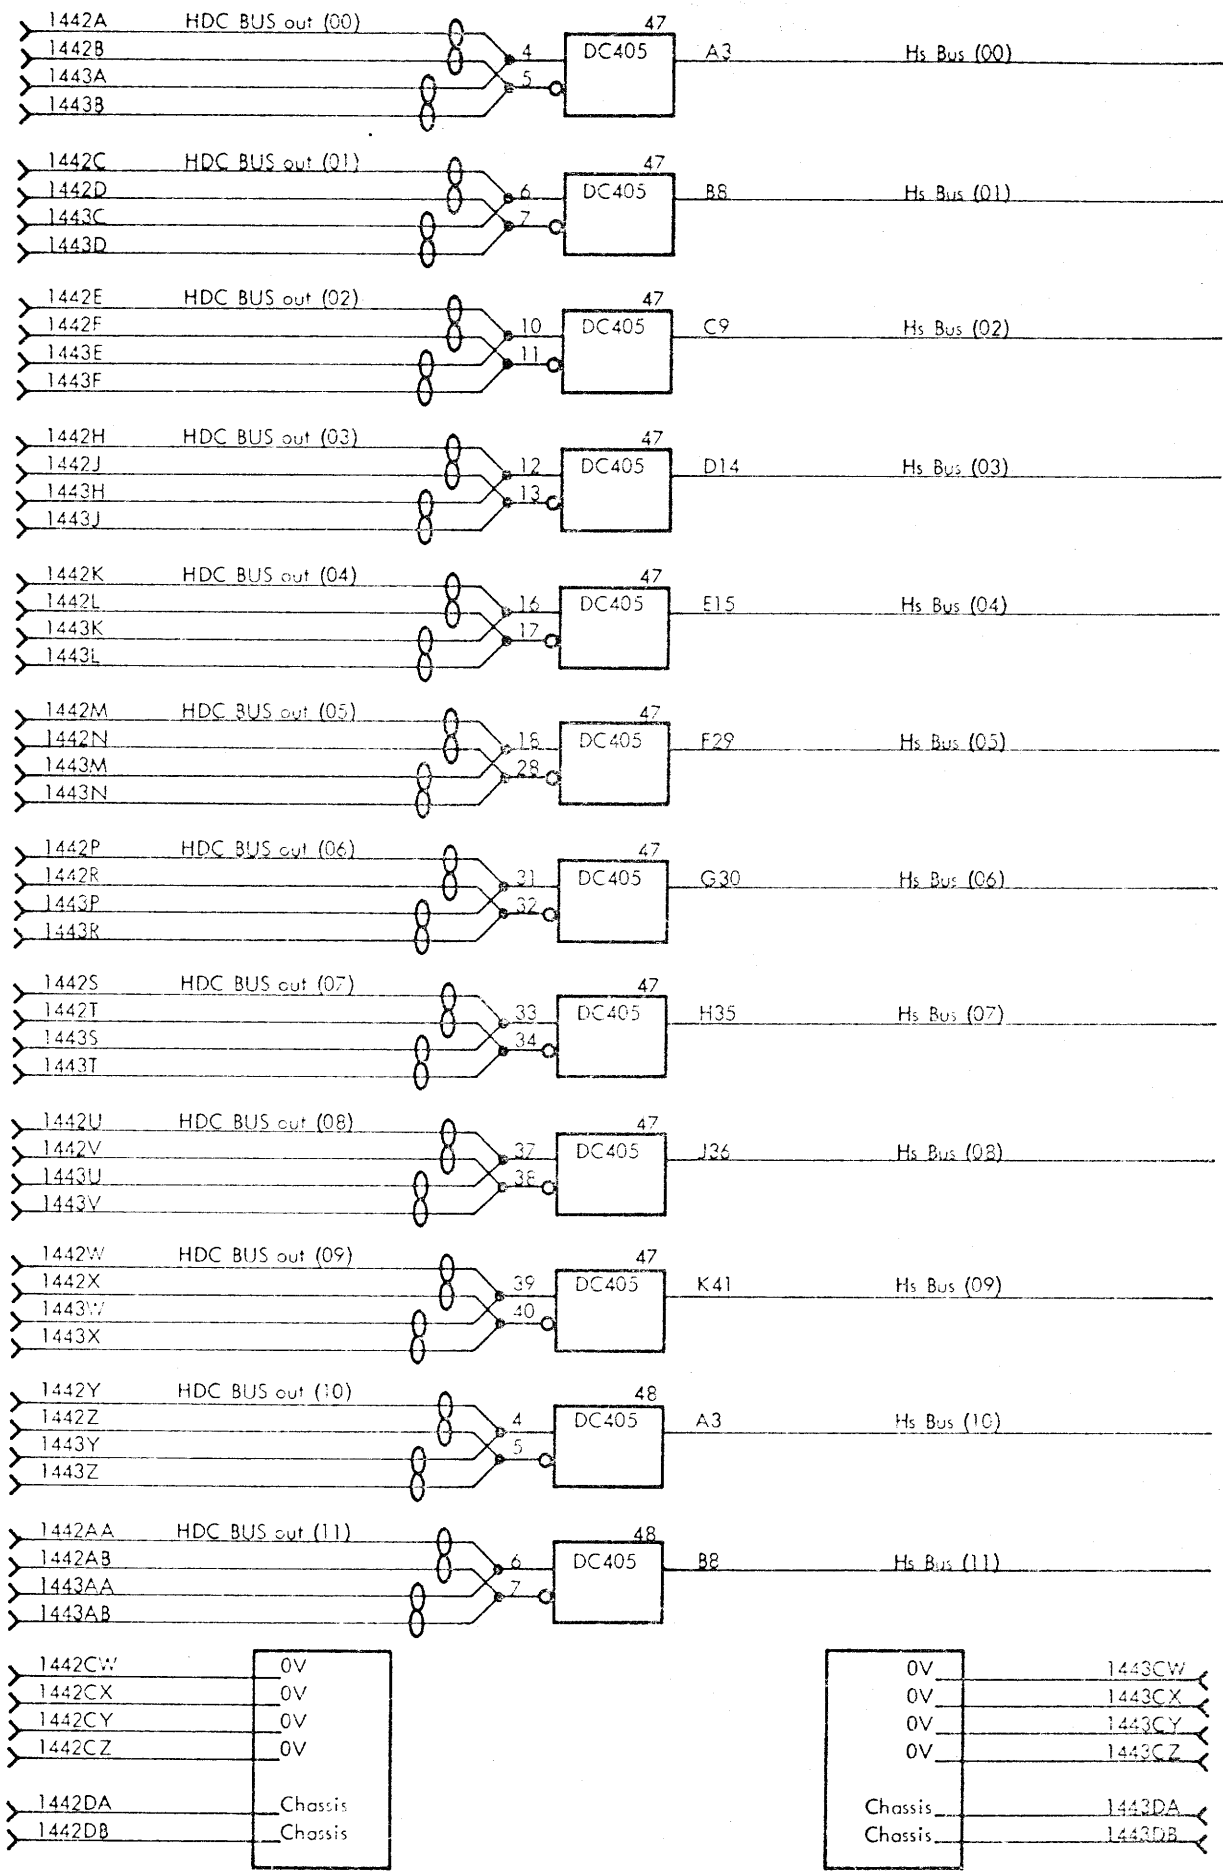 1442A HDC BUS out (00) 47
1442B 4 DC405 A3 Hs Bus (00)
1443A 5
1443B
1442C HDC BUS out (01) 47
1442D 6 DC405 B8 Hs Bus (01)
1443C 7
1443D
1442E HDC BUS out (02) 47
1442F 10 DC405 C9 Hs Bus (02)
1443E 11
1443F
1442H HDC BUS out (03) 47
1442J 12 DC405 D14 Hs Bus (03)
1443H 13
1443J
1442K HDC BUS out (04) 47
1442L 16 DC405 E15 Hs Bus (04)
1443K 17
1443L
1442M HDC BUS out (05) 47
1442N 18 DC405 F29 Hs Bus (05)
1443M 28
1443N
1442P HDC BUS out (06) 47
1442R 31 DC405 G30 Hs Bus (06)
1443P 32
1443R
1442S HDC BUS out (07) 47
1442T 33 DC405 H35 Hs Bus (07)
1443S 34
1443T
1442U HDC BUS out (08) 47
1442V 37 DC405 J36 Hs Bus (08)
1443U 38
1443V
1442W HDC BUS out (09) 47
1442X 39 DC405 K41 Hs Bus (09)
1443W 40
1443X
1442Y HDC BUS out (10) 48
1442Z 4 DC405 A3 Hs Bus (10)
1443Y 5
1443Z
1442AA HDC BUS out (11) 48
1442AB 6 DC405 B8 Hs Bus (11)
1443AA 7
1443AB
1442CW 0V 0V 1443CW
1442CX 0V 0V 1443CX
1442CY 0V 0V 1443CY
1442CZ 0V 0V 1443CZ
1442DA Chassis Chassis 1443DA
1442DB Chassis Chassis 1443DB